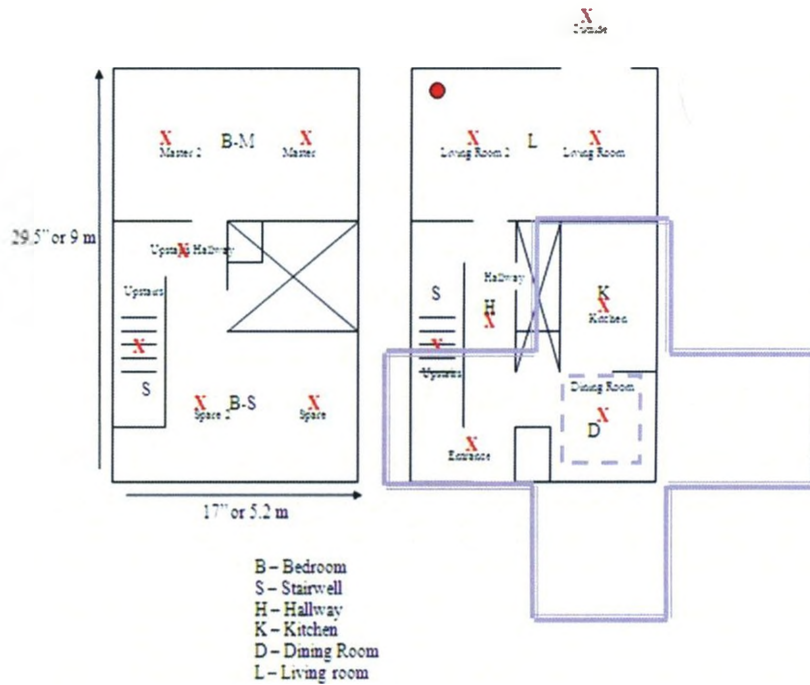 Outside
X
X B-M X
Master 2 Master
X L X
Living Room 2 Living Room
29.5" or 9 m
Upstairs Hallway
X
Upstairs
X
S
X B-S X
Spare 2 Spare
Hallway
S
H
X
K
X
Kitchen
X
Upstairs
Dining Room
X
D
X
Entrance
17" or 5.2 m
B – Bedroom
S – Stairwell
H – Hallway
K – Kitchen
D – Dining Room
L – Living room